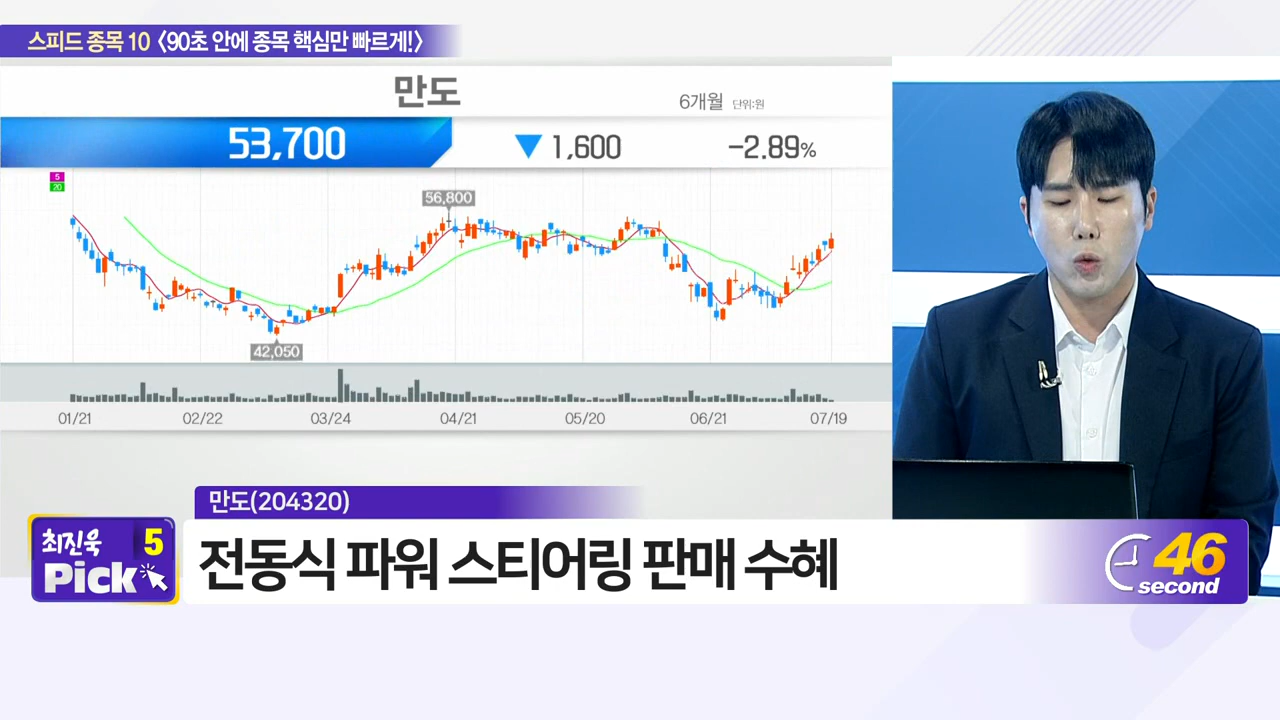 스피드 종목 10 <90초 안에 종목 핵심만 빠르게!>
만도
6개월 단위:원
53,700 ▼ 1,600 -2.89%
5
20
56,800
42,050
01/21 02/22 03/24 04/21 05/20 06/21 07/19
만도(204320)
최진욱 5
Pick
전동식 파워 스티어링 판매 수혜
46
second